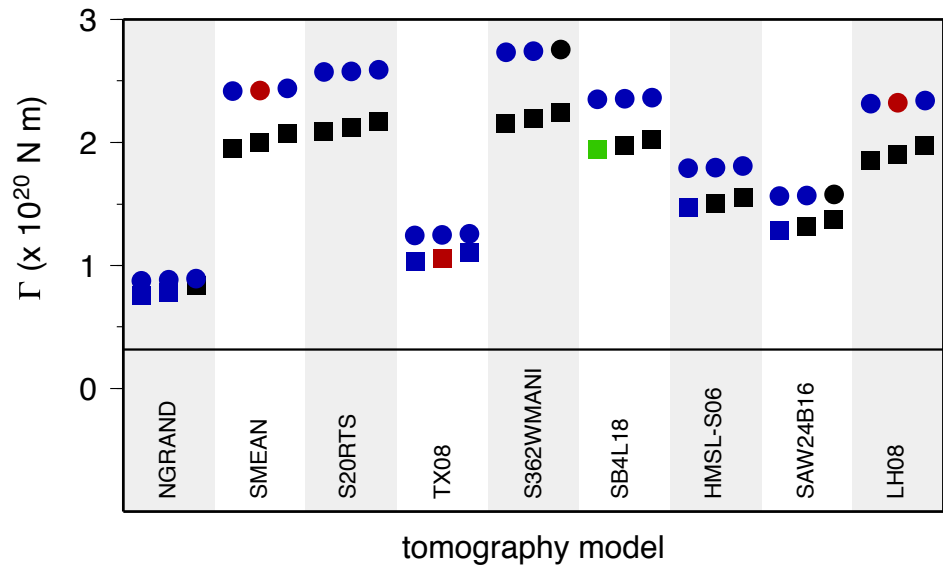 3
2
1
0
Γ (x 10²⁰ N m)
NGRAND
SMEAN
S20RTS
TX08
S362WMANI
SB4L18
HMSL-S06
SAW24B16
LH08
tomography model